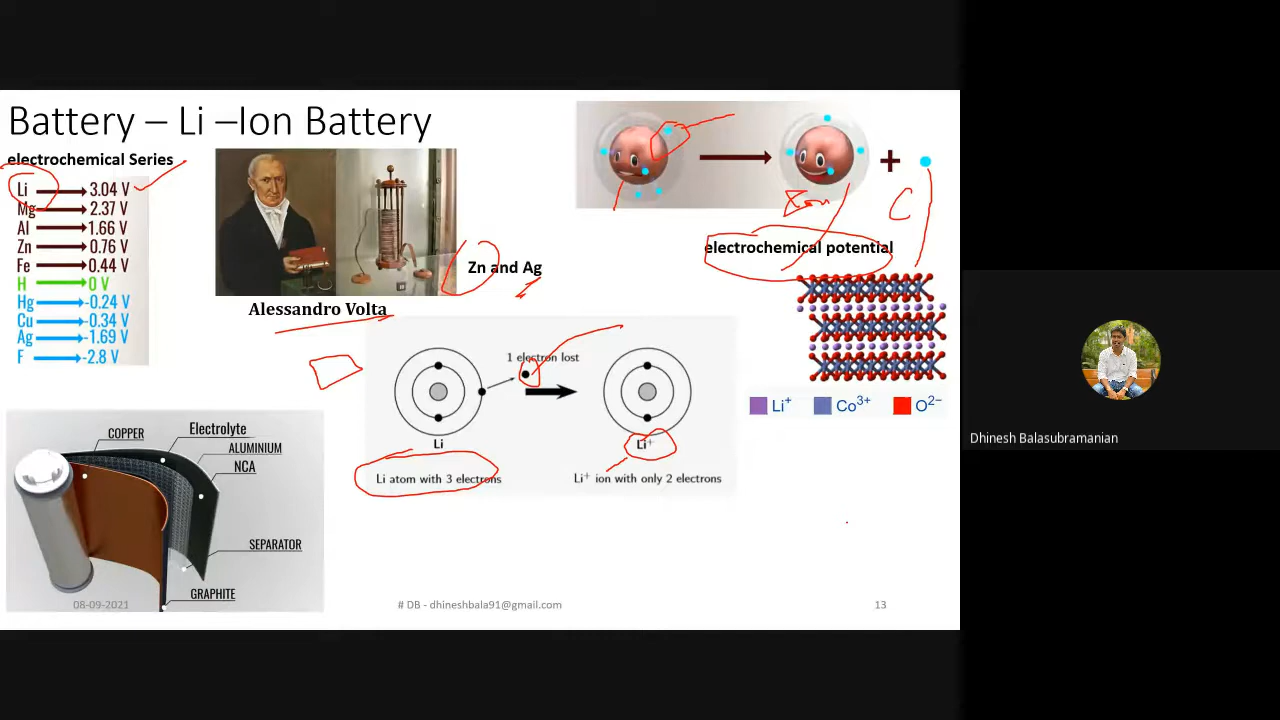 Battery – Li –Ion Battery
electrochemical Series
Li 3.04 V
Mg 2.37 V
Al 1.66 V
Zn 0.76 V
Fe 0.44 V
H 0 V
Hg -0.24 V
Cu -0.34 V
Ag -1.69 V
F -2.8 V
Alessandro Volta
Zn and Ag
+
electrochemical potential
Li⁺ Co³⁺ O²⁻
1 electron lost
Li
Li⁺
Li atom with 3 electrons
Li⁺ ion with only 2 electrons
COPPER
Electrolyte
ALUMINIUM
NCA
SEPARATOR
GRAPHITE
08-09-2021
# DB - dhineshbala91@gmail.com
13
Dhinesh Balasubramanian